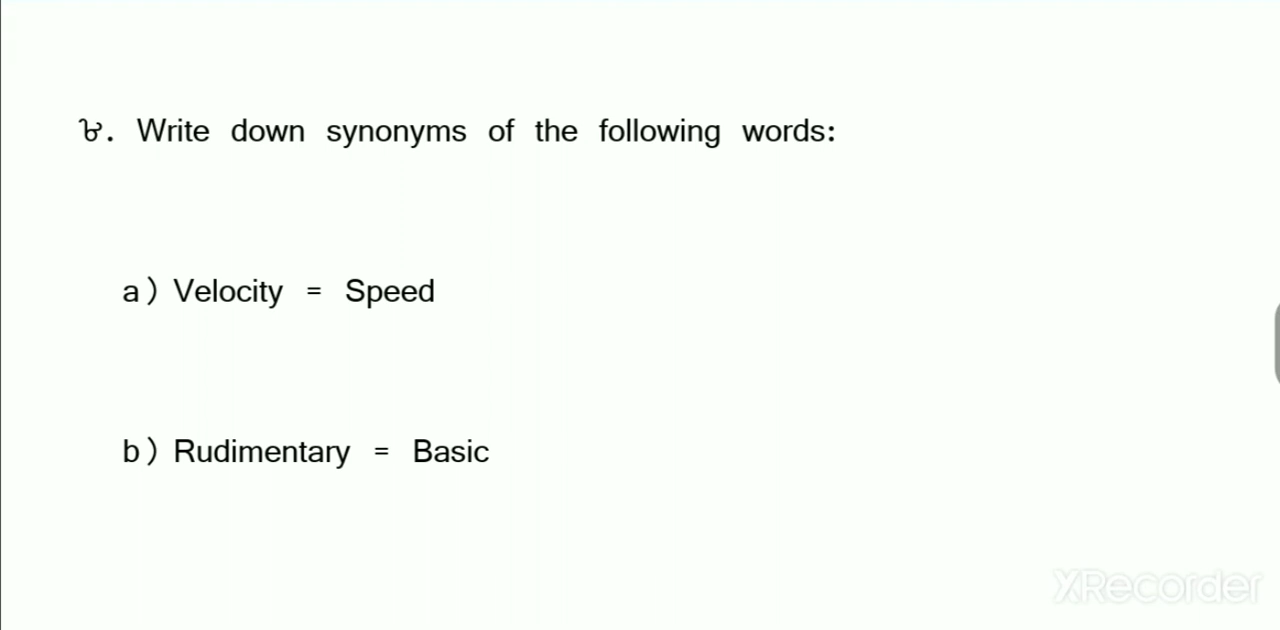 ৮. Write down synonyms of the following words:
a) Velocity = Speed
b) Rudimentary = Basic
XRecorder